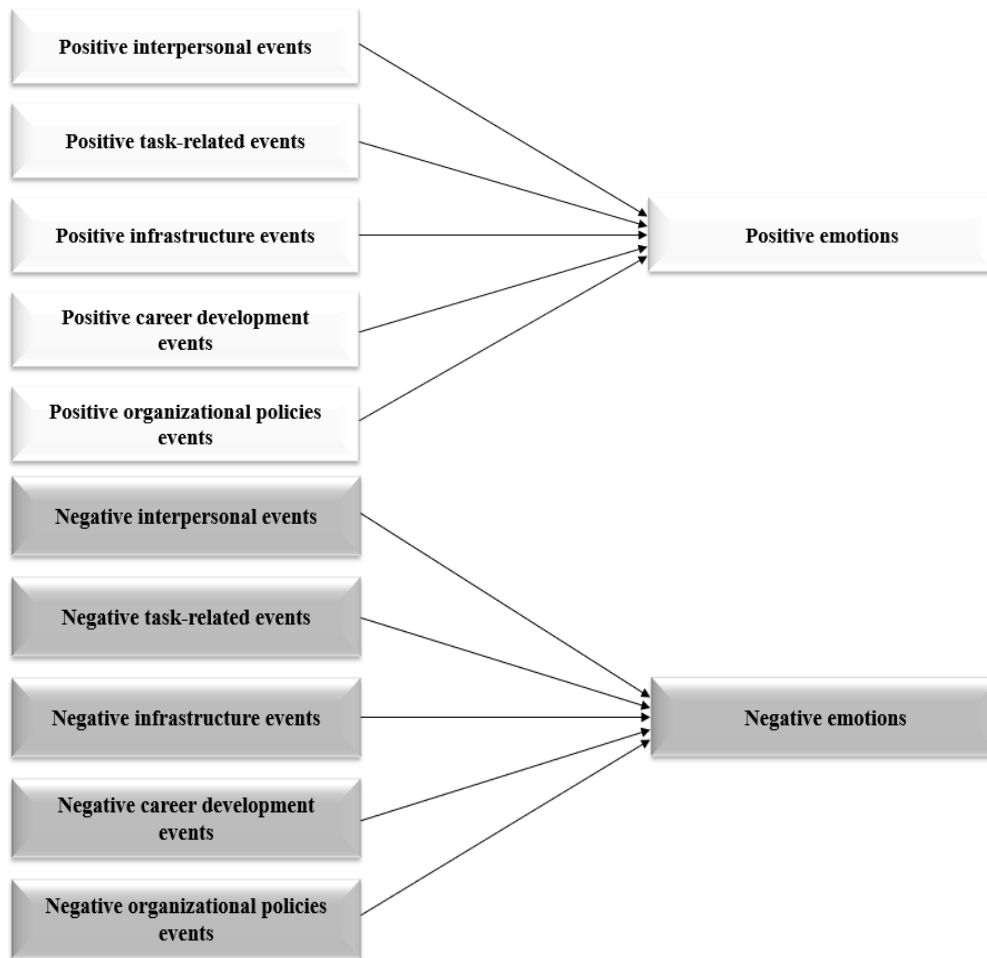 Positive interpersonal events
Positive task-related events
Positive infrastructure events
Positive emotions
Positive career development
events
Positive organizational policies
events
Negative interpersonal events
Negative task-related events
Negative infrastructure events
Negative emotions
Negative career development
events
Negative organizational policies
events